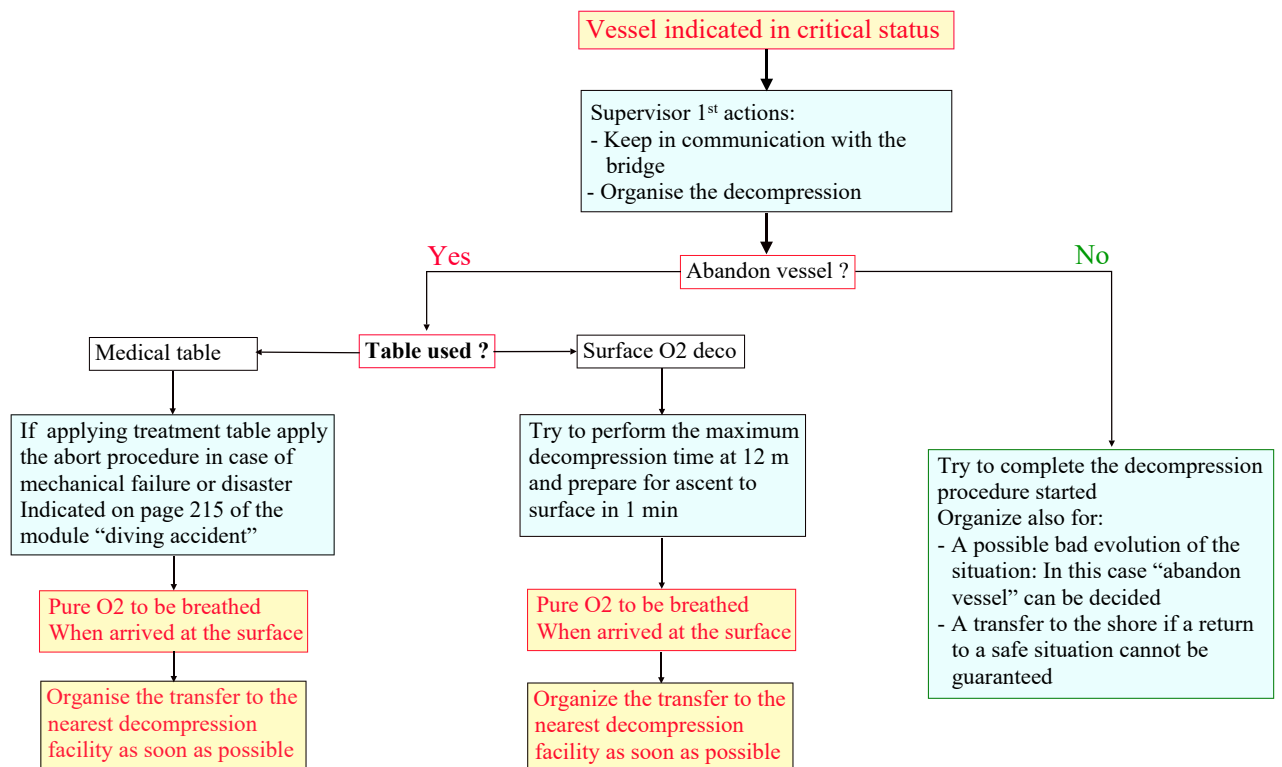 Vessel indicated in critical status
Supervisor 1st actions:
- Keep in communication with the
bridge
- Organise the decompression
Yes
Abandon vessel ?
No
Medical table
Table used ?
Surface O2 deco
If applying treatment table apply
the abort procedure in case of
mechanical failure or disaster
Indicated on page 215 of the
module “diving accident”
Try to perform the maximum
decompression time at 12 m
and prepare for ascent to
surface in 1 min
Try to complete the decompression
procedure started
Organize also for:
- A possible bad evolution of the
situation: In this case “abandon
vessel” can be decided
- A transfer to the shore if a return
to a safe situation cannot be
guaranteed
Pure O2 to be breathed
When arrived at the surface
Pure O2 to be breathed
When arrived at the surface
Organise the transfer to the
nearest decompression
facility as soon as possible
Organize the transfer to the
nearest decompression
facility as soon as possible